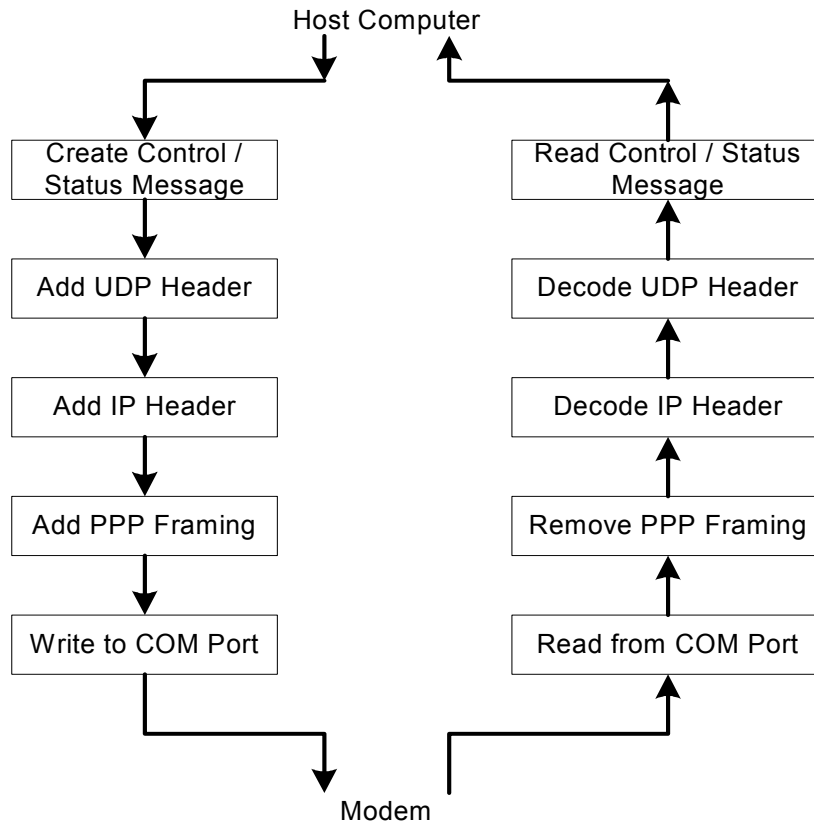 Host Computer
Create Control /
Status Message
Add UDP Header
Add IP Header
Add PPP Framing
Write to COM Port
Read Control / Status
Message
Decode UDP Header
Decode IP Header
Remove PPP Framing
Read from COM Port
Modem